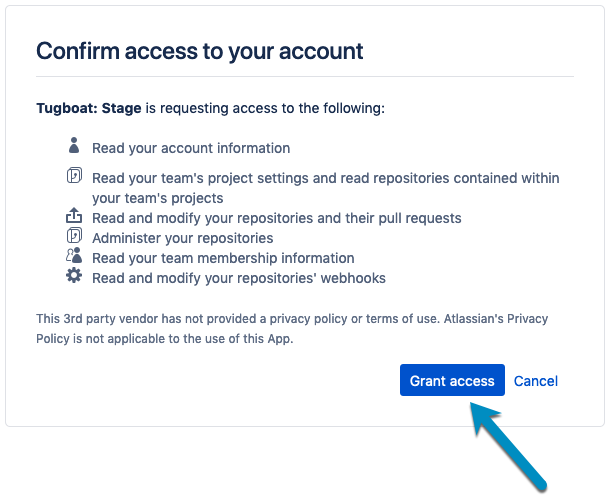 Confirm access to your account
Tugboat: Stage is requesting access to the following:
Read your account information
Read your team's project settings and read repositories contained within
your team's projects
Read and modify your repositories and their pull requests
Administer your repositories
Read your team membership information
Read and modify your repositories' webhooks
This 3rd party vendor has not provided a privacy policy or terms of use. Atlassian's Privacy
Policy is not applicable to the use of this App.
Grant access Cancel